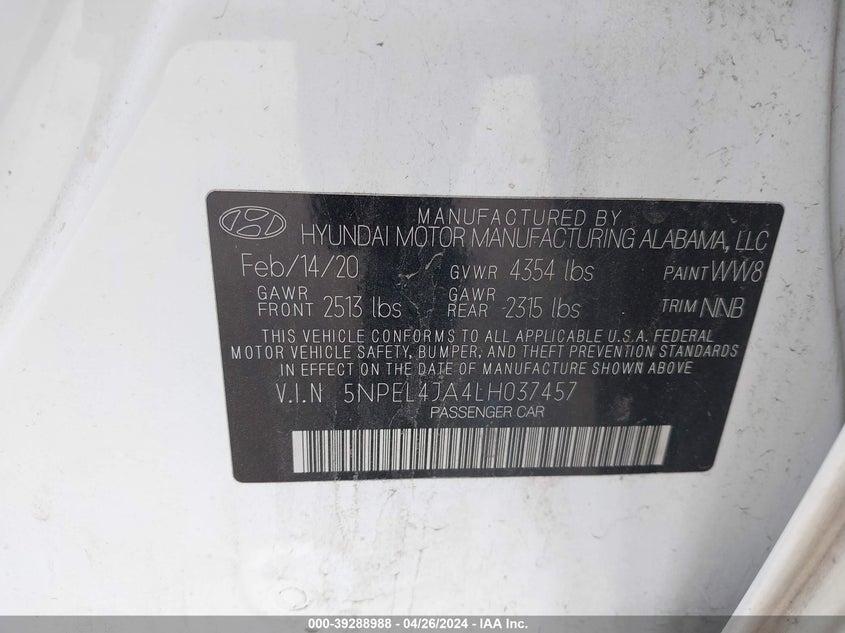 MANUFACTURED BY
HYUNDAI MOTOR MANUFACTURING ALABAMA, LLC
Feb/14/20 GVWR 4354 lbs PAINT WW8
GAWR FRONT 2513 lbs GAWR REAR 2315 lbs TRIM NNB
THIS VEHICLE CONFORMS TO ALL APPLICABLE U.S.A. FEDERAL
MOTOR VEHICLE SAFETY, BUMPER, AND THEFT PREVENTION STANDARDS
IN EFFECT ON THE DATE OF MANUFACTURE SHOWN ABOVE
V.I.N 5NPEL4JA4LH037457
PASSENGER CAR
000-39288988 - 04/26/2024 - IAA Inc.